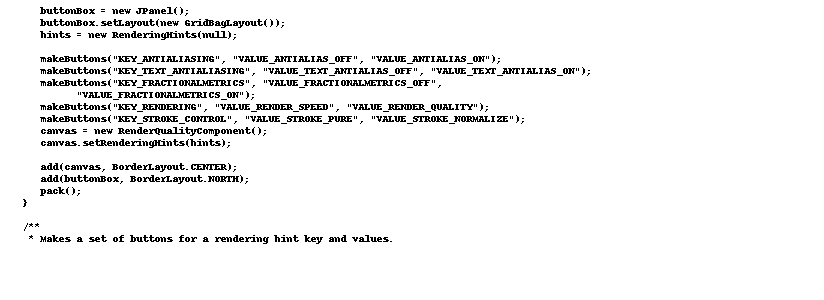 buttonBox = new JPanel();
buttonBox.setLayout(new GridBagLayout());
hints = new RenderingHints(null);
makeButtons("KEY_ANTIALIASING", "VALUE_ANTIALIAS_OFF", "VALUE_ANTIALIAS_ON");
makeButtons("KEY_TEXT_ANTIALIASING", "VALUE_TEXT_ANTIALIAS_OFF", "VALUE_TEXT_ANTIALIAS_ON");
makeButtons("KEY_FRACTIONALMETRICS", "VALUE_FRACTIONALMETRICS_OFF",
"VALUE_FRACTIONALMETRICS_ON");
makeButtons("KEY_RENDERING", "VALUE_RENDER_SPEED", "VALUE_RENDER_QUALITY");
makeButtons("KEY_STROKE_CONTROL", "VALUE_STROKE_PURE", "VALUE_STROKE_NORMALIZE");
canvas = new RenderQualityComponent();
canvas.setRenderingHints(hints);
add(canvas, BorderLayout.CENTER);
add(buttonBox, BorderLayout.NORTH);
pack();
}
/**
* Makes a set of buttons for a rendering hint key and values.